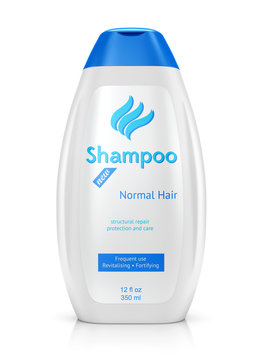 Shampoo
new
Normal Hair
structural repair
protection and care
Frequent use
Revitalising • Fortifying
12 fl oz
350 ml